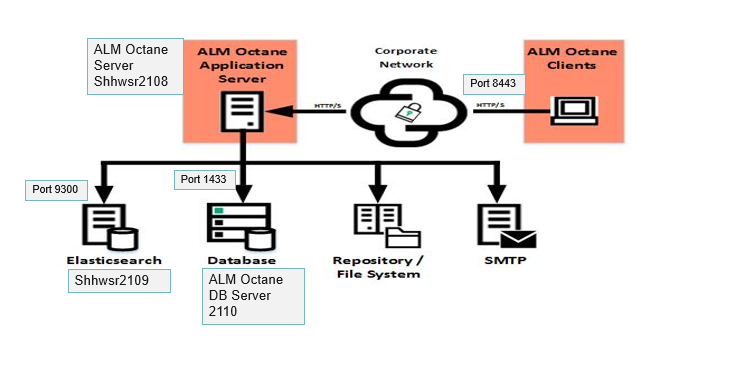 ALM Octane
Server
Shhwsr2108
ALM Octane
Application
Server
Corporate
Network
ALM Octane
Clients
Port 8443
HTTP/S
HTTP/S
Port 9300
Port 1433
Elasticsearch
Database
Repository /
File System
SMTP
Shhwsr2109
ALM Octane
DB Server
2110